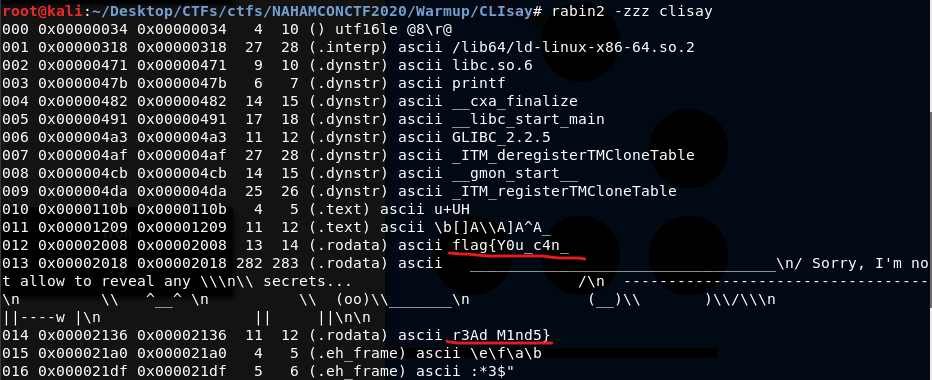 root@kali:~/Desktop/CTFs/ctfs/NAHAMCONCTF2020/Warmup/CLIsay# rabin2 -zzz clisay
000 0x00000034 0x00000034   4  10 () utf16le @8\r@
001 0x00000318 0x00000318  27  28 (.interp) ascii /lib64/ld-linux-x86-64.so.2
002 0x00000471 0x00000471   9  10 (.dynstr) ascii libc.so.6
003 0x0000047b 0x0000047b   6   7 (.dynstr) ascii printf
004 0x00000482 0x00000482  14  15 (.dynstr) ascii __cxa_finalize
005 0x00000491 0x00000491  17  18 (.dynstr) ascii __libc_start_main
006 0x000004a3 0x000004a3  11  12 (.dynstr) ascii GLIBC_2.2.5
007 0x000004af 0x000004af  27  28 (.dynstr) ascii _ITM_deregisterTMCloneTable
008 0x000004cb 0x000004cb  14  15 (.dynstr) ascii __gmon_start__
009 0x000004da 0x000004da  25  26 (.dynstr) ascii _ITM_registerTMCloneTable
010 0x0000110b 0x0000110b   4   5 (.text) ascii u+UH
011 0x00001209 0x00001209  11  12 (.text) ascii \b[]A\\A]A^A_
012 0x00002008 0x00002008  13  14 (.rodata) ascii flag{Y0u_c4n_
013 0x00002018 0x00002018 282 283 (.rodata) ascii   __________________________________\n/ Sorry, I'm no
t allow to reveal any \\\n\\ secrets...                         /\n  ----------------------------------
\n         \\   ^__^ \n          \\  (oo)\\_______\n             (__)\\       )\\/\\\n
||----w |\n                 ||     ||\n\n
014 0x00002136 0x00002136  11  12 (.rodata) ascii r3Ad_M1nd5}
015 0x000021a0 0x000021a0   4   5 (.eh_frame) ascii \e\f\a\b
016 0x000021df 0x000021df   5   6 (.eh_frame) ascii :*3$"